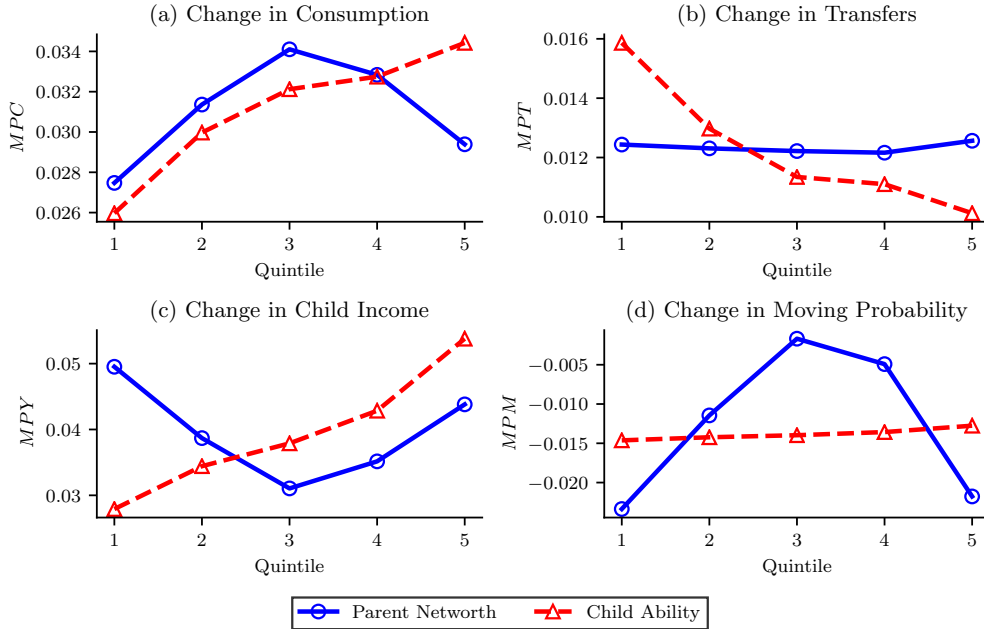 (a) Change in Consumption
0.034
0.032
0.030
0.028
0.026
MPC
1 2 3 4 5
Quintile
(b) Change in Transfers
0.016
0.014
0.012
0.010
MPT
1 2 3 4 5
Quintile
(c) Change in Child Income
0.05
0.04
0.03
MPY
1 2 3 4 5
Quintile
(d) Change in Moving Probability
−0.005
−0.010
−0.015
−0.020
MPM
1 2 3 4 5
Quintile
Parent Networth Child Ability